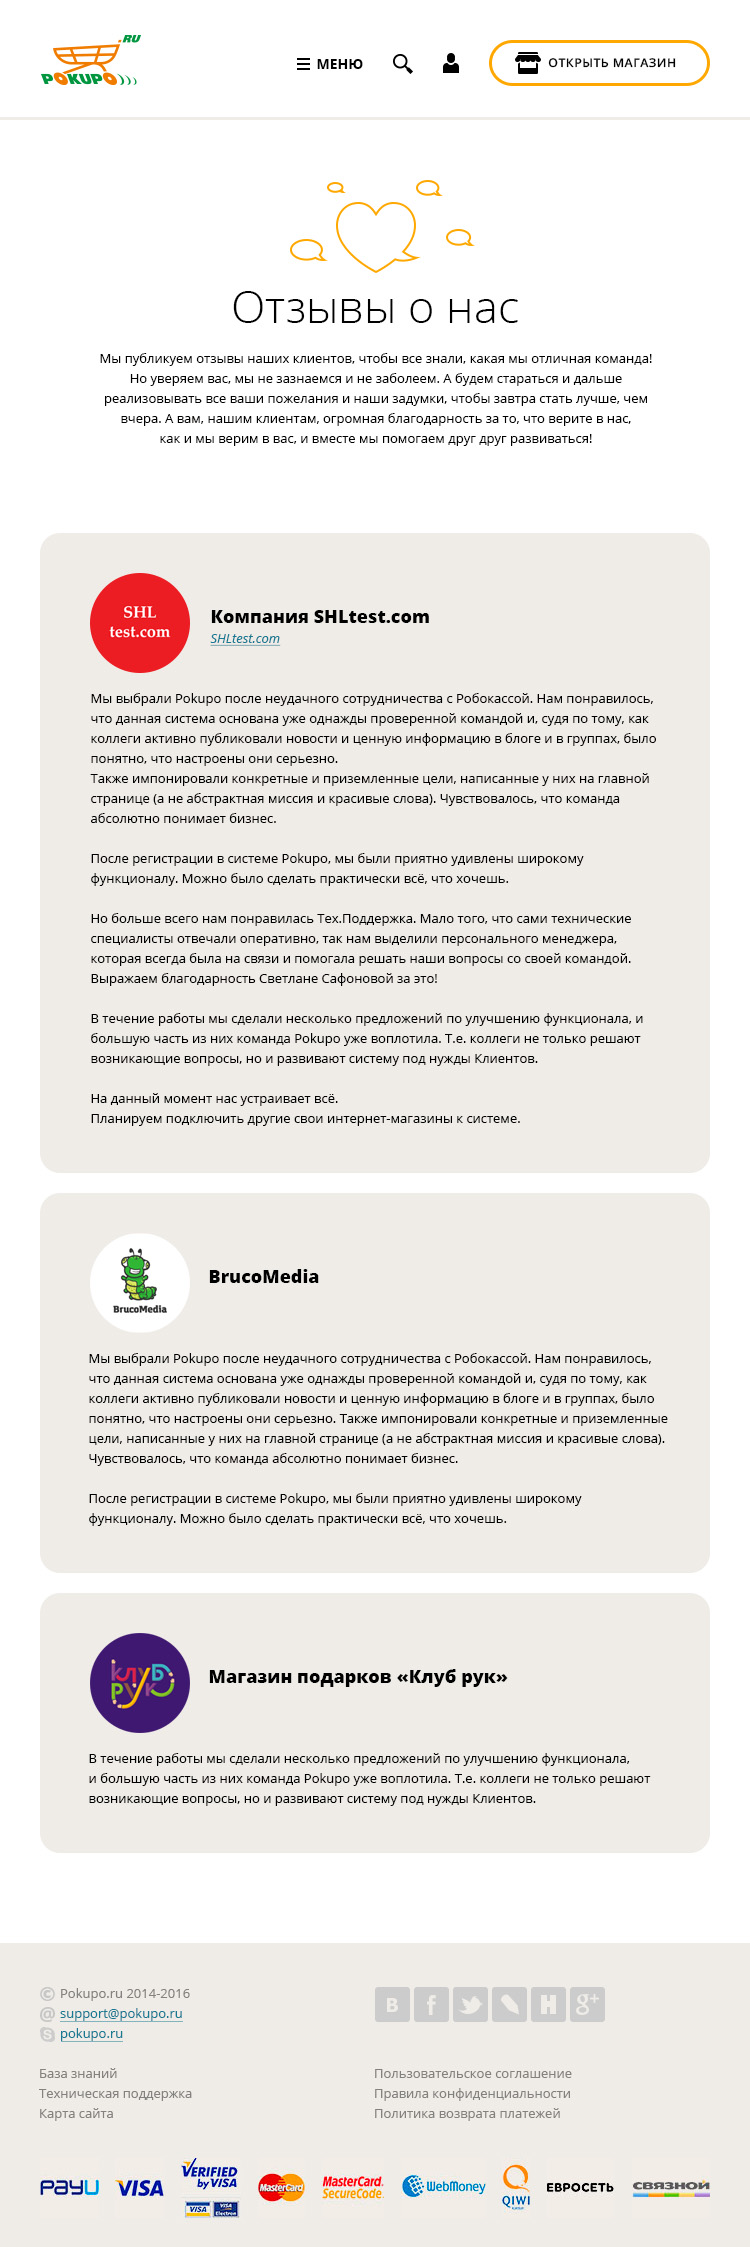 .RU
POKUPO
МЕНЮ
ОТКРЫТЬ МАГАЗИН
Отзывы о нас
Мы публикуем отзывы наших клиентов, чтобы все знали, какая мы отличная команда!
Но уверяем вас, мы не зазнаемся и не заболеем. А будем стараться и дальше
реализовывать все ваши пожелания и наши задумки, чтобы завтра стать лучше, чем
вчера. А вам, нашим клиентам, огромная благодарность за то, что верите в нас,
как и мы верим в вас, и вместе мы помогаем друг друг развиваться!
SHL
test.com
Компания SHLtest.com
SHLtest.com
Мы выбрали Pokupo после неудачного сотрудничества с Робокассой. Нам понравилось,
что данная система основана уже однажды проверенной командой и, судя по тому, как
коллеги активно публиковали новости и ценную информацию в блоге и в группах, было
понятно, что настроены они серьезно.
Также импонировали конкретные и приземленные цели, написанные у них на главной
странице (а не абстрактная миссия и красивые слова). Чувствовалось, что команда
абсолютно понимает бизнес.
После регистрации в системе Pokupo, мы были приятно удивлены широкому
функционалу. Можно было сделать практически всё, что хочешь.
Но больше всего нам понравилась Тех.Поддержка. Мало того, что сами технические
специалисты отвечали оперативно, так нам выделили персонального менеджера,
которая всегда была на связи и помогала решать наши вопросы со своей командой.
Выражаем благодарность Светлане Сафоновой за это!
В течение работы мы сделали несколько предложений по улучшению функционала, и
большую часть из них команда Pokupo уже воплотила. Т.е. коллеги не только решают
возникающие вопросы, но и развивают систему под нужды Клиентов.
На данный момент нас устраивает всё.
Планируем подключить другие свои интернет-магазины к системе.
BrucoMedia
BrucoMedia
Мы выбрали Pokupo после неудачного сотрудничества с Робокассой. Нам понравилось,
что данная система основана уже однажды проверенной командой и, судя по тому, как
коллеги активно публиковали новости и ценную информацию в блоге и в группах, было
понятно, что настроены они серьезно. Также импонировали конкретные и приземленные
цели, написанные у них на главной странице (а не абстрактная миссия и красивые слова).
Чувствовалось, что команда абсолютно понимает бизнес.
После регистрации в системе Pokupo, мы были приятно удивлены широкому
функционалу. Можно было сделать практически всё, что хочешь.
клуб
рук
Магазин подарков «Клуб рук»
В течение работы мы сделали несколько предложений по улучшению функционала,
и большую часть из них команда Pokupo уже воплотила. Т.е. коллеги не только решают
возникающие вопросы, но и развивают систему под нужды Клиентов.
© Pokupo.ru 2014-2016
@ support@pokupo.ru
pokupo.ru
B f H g+
База знаний
Техническая поддержка
Карта сайта
Пользовательское соглашение
Правила конфиденциальности
Политика возврата платежей
PayU
VISA
VERIFIED
by VISA
VISA
VISA
Electron
MasterCard
MasterCard.
SecureCode.
WebMoney
QIWI
ЕВРОСЕТЬ
СВЯЗНОЙ